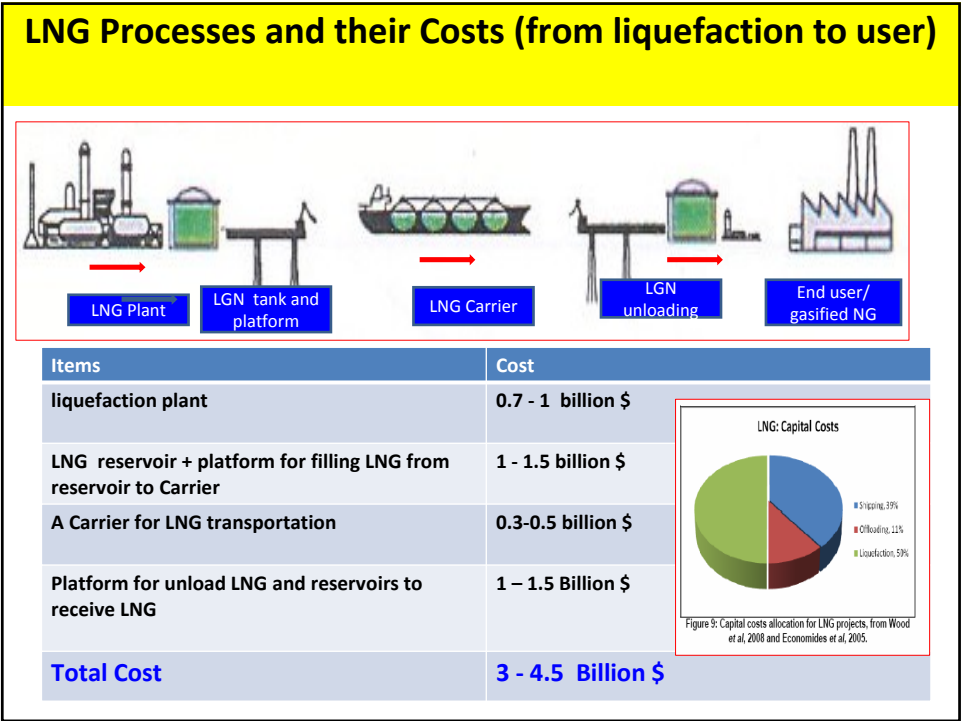 LNG Processes and their Costs (from liquefaction to user)
LNG Plant
LGN tank and
platform
LNG Carrier
LGN
unloading
End user/
gasified NG
Items
Cost
liquefaction plant
0.7 - 1 billion $
LNG reservoir + platform for filling LNG from
reservoir to Carrier
1 - 1.5 billion $
A Carrier for LNG transportation
0.3-0.5 billion $
Platform for unload LNG and reservoirs to
receive LNG
1 – 1.5 Billion $
Total Cost
3 - 4.5 Billion $
LNG: Capital Costs
Shipping, 39%
Offloading, 11%
Liquefaction, 50%
Figure 9: Capital costs allocation for LNG projects, from Wood
et al, 2008 and Economides et al, 2005.